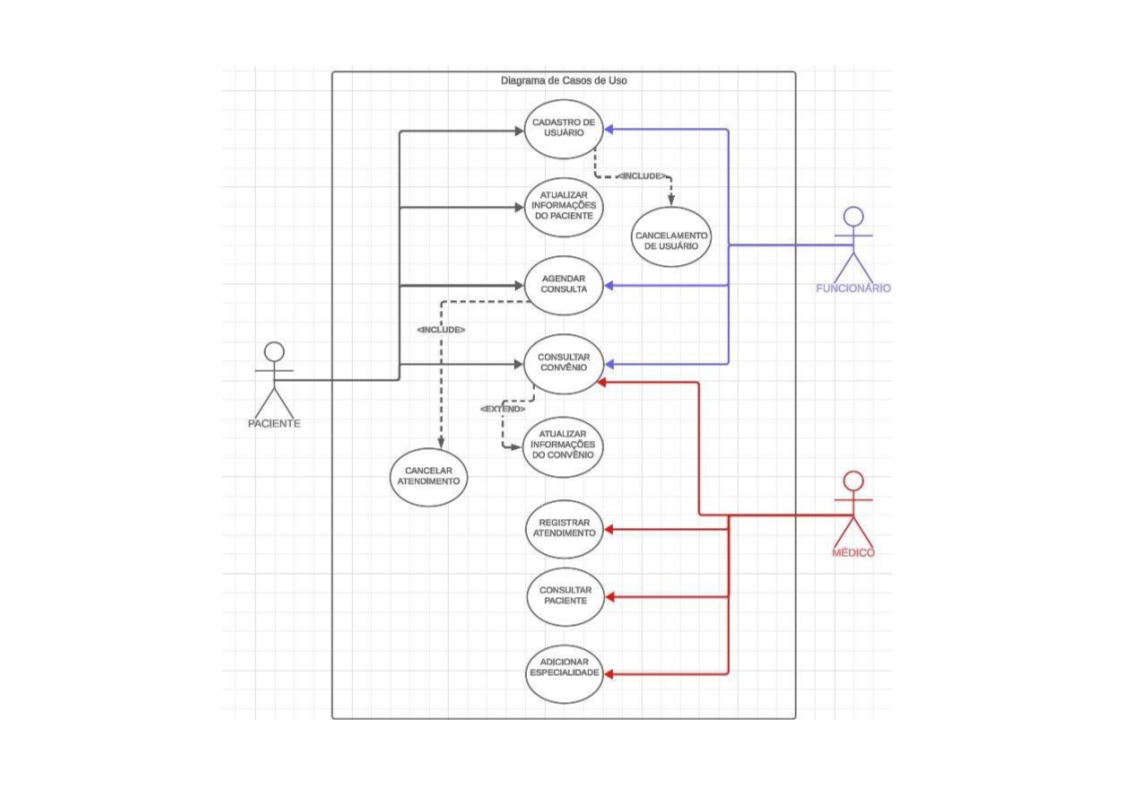 Diagrama de Casos de Uso
CADASTRO DE
USUÁRIO
<INCLUDE>
ATUALIZAR
INFORMAÇÕES
DO PACIENTE
CANCELAMENTO
DE USUÁRIO
AGENDAR
CONSULTA
FUNCIONÁRIO
<INCLUDE>
CONSULTAR
CONVÊNIO
PACIENTE
<EXTEND>
ATUALIZAR
INFORMAÇÕES
DO CONVÊNIO
CANCELAR
ATENDIMENTO
REGISTRAR
ATENDIMENTO
MÉDICO
CONSULTAR
PACIENTE
ADICIONAR
ESPECIALIDADE